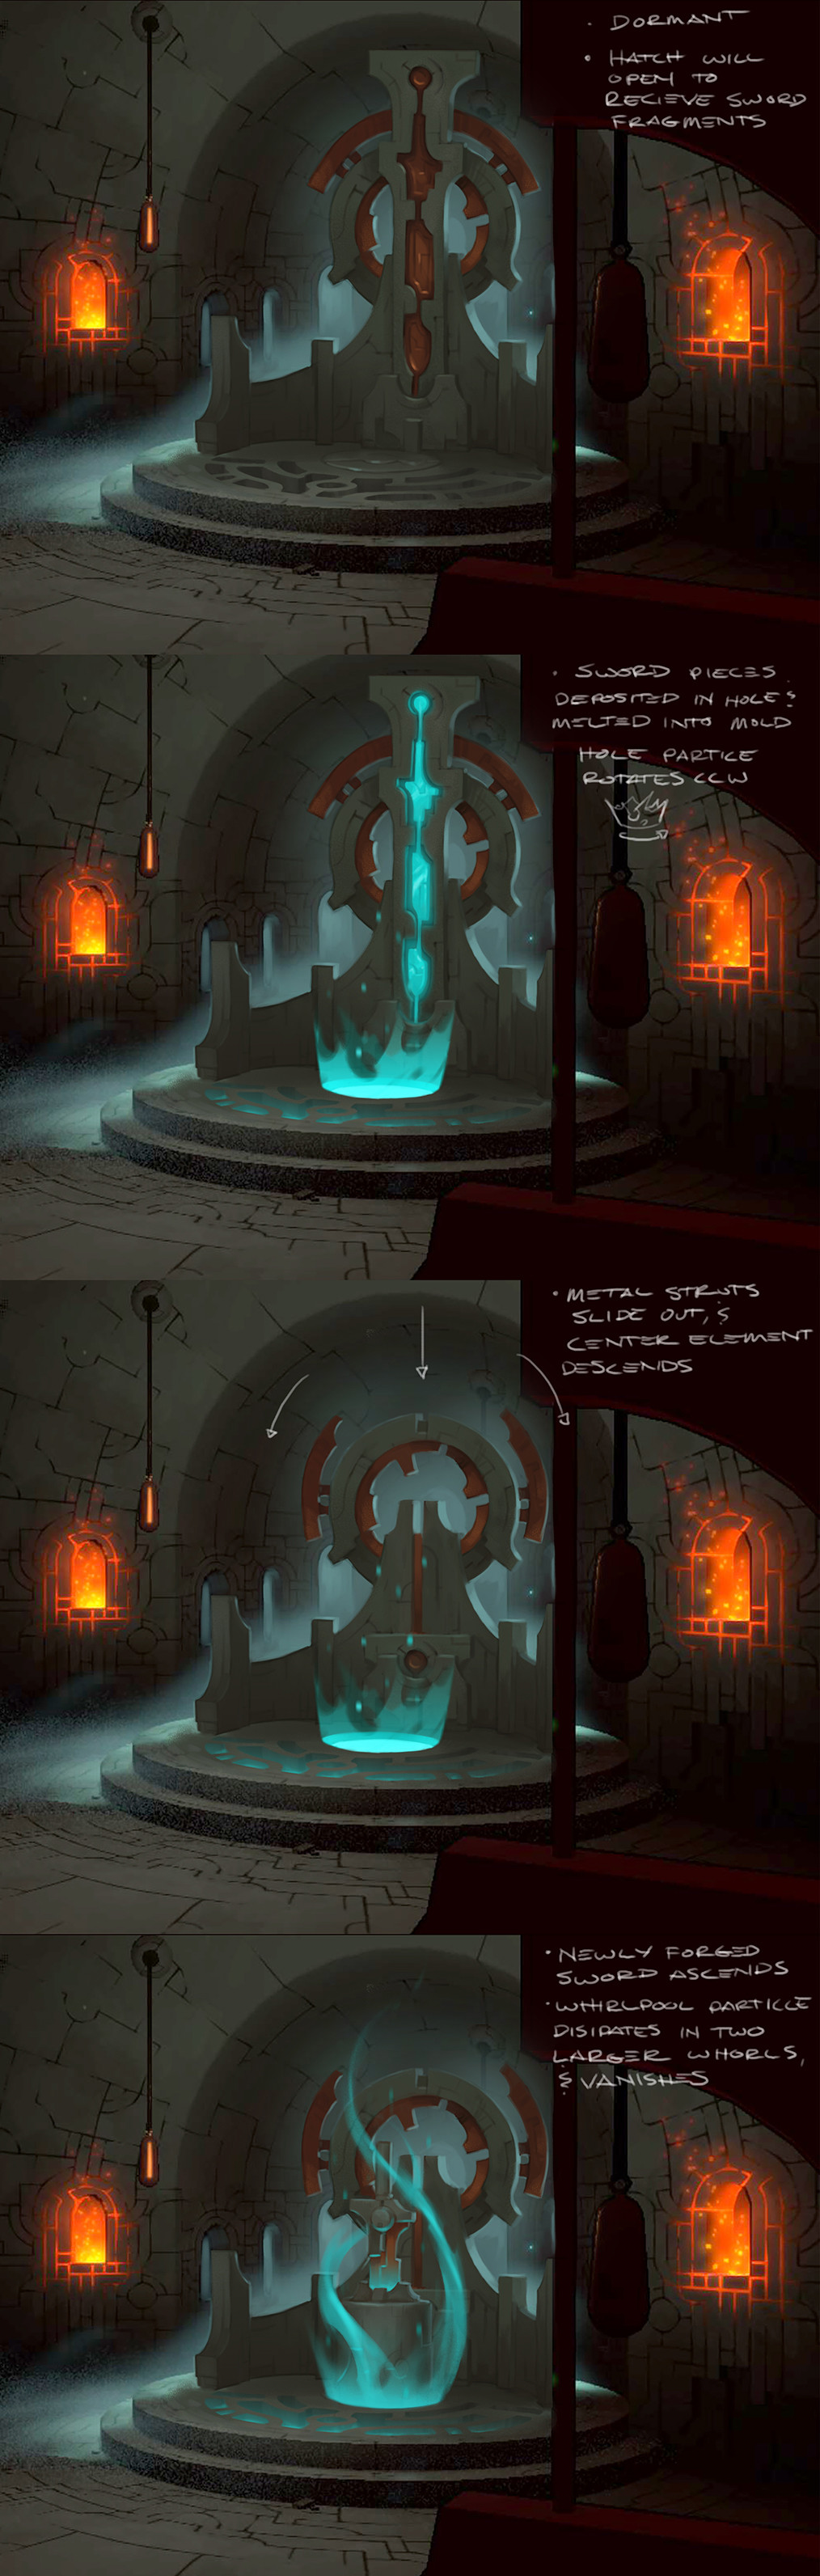 · DORMANT
· HATCH WILL
OPEN TO
RECIEVE SWORD
FRAGMENTS
· SWORD PIECES
DEPOSITED IN HOLE &
MELTED INTO MOLD
HOLE PARTICE
ROTATES CCW
· METAL STRUTS
SLIDE OUT, &
CENTER ELEMENT
DESCENDS
· NEWLY FORGED
SWORD ASCENDS
· WHIRLPOOL PARTICLE
DISIPATES IN TWO
LARGER WHORLS,
& VANISHES